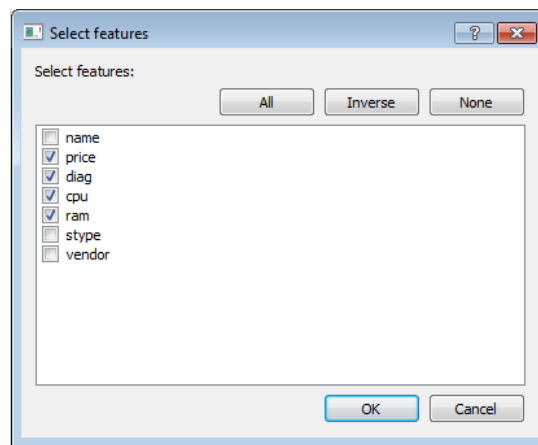 Select features
Select features:
All Inverse None
name
price
diag
cpu
ram
stype
vendor
OK Cancel